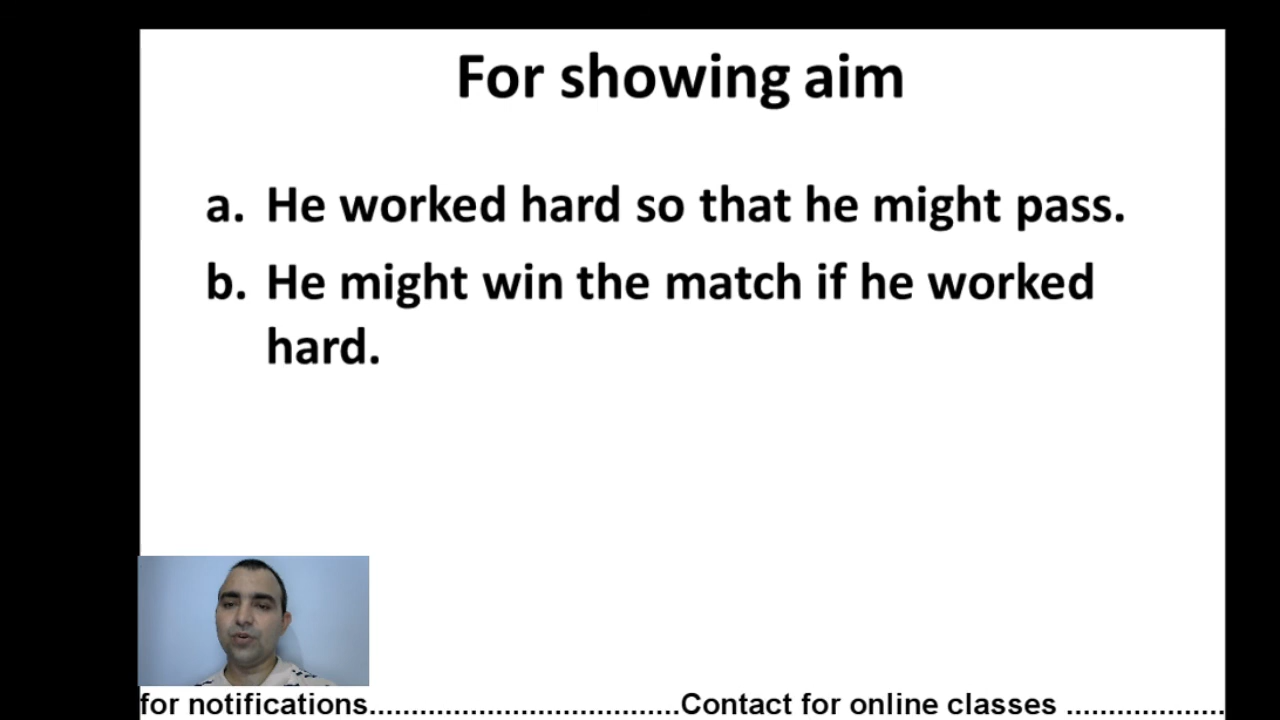 For showing aim
a. He worked hard so that he might pass.
b. He might win the match if he worked
hard.
for notifications..................................Contact for online classes ...................